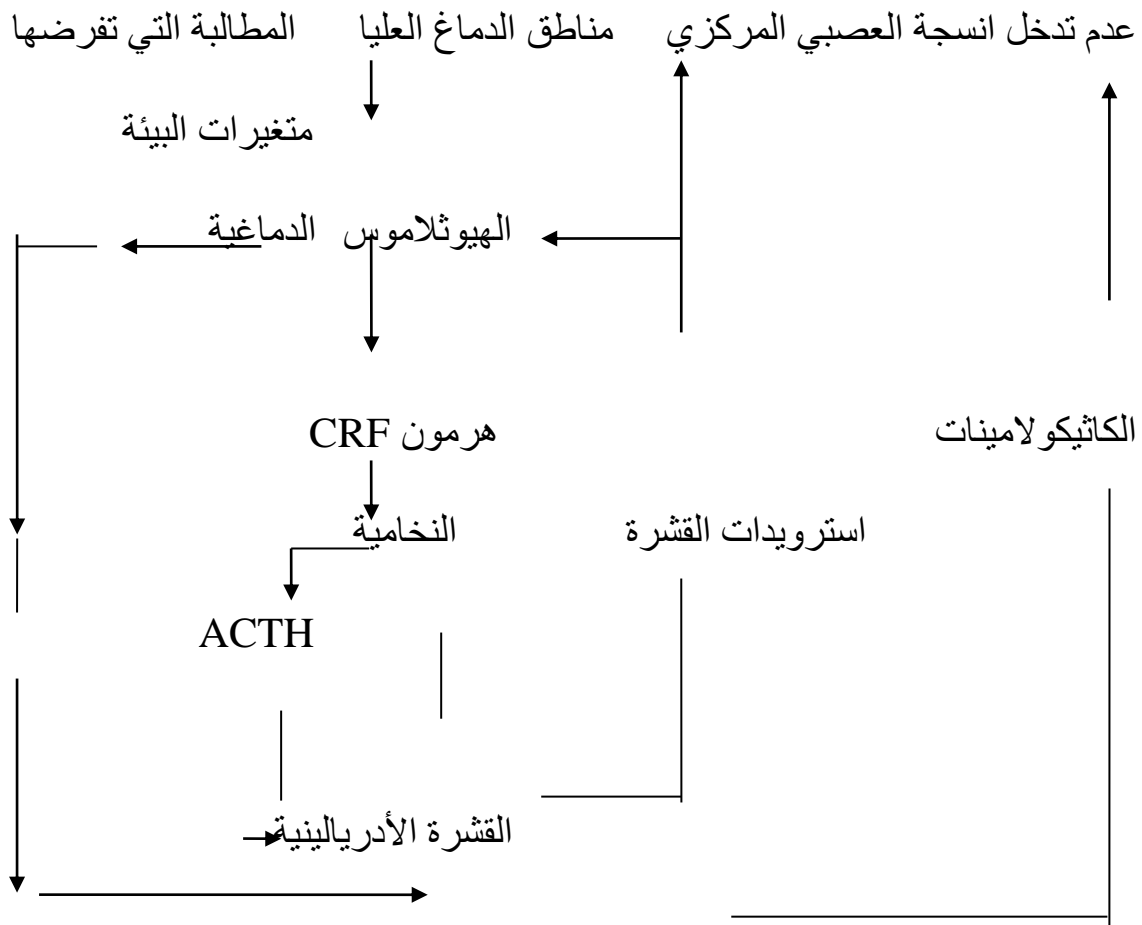 عدم تدخل انسجة العصبي المركزي مناطق الدماغ العليا المطالبة التي تفرضها
متغيرات البيئة
الهيوثلاموس الدماغية
هرمون CRF الكاثيكولامينات
استرويدات القشرة النخامية
ACTH
القشرة الأدريالينية